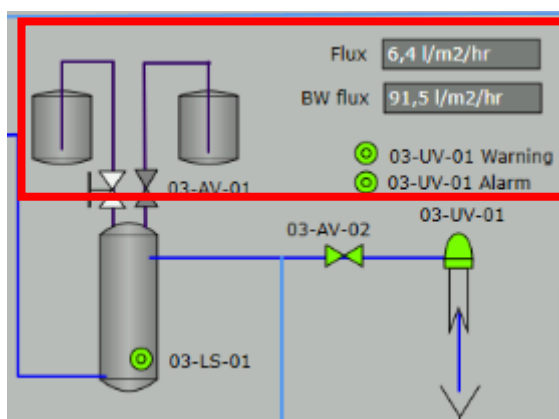 Flux 6,4 l/m2/hr
BW flux 91,5 l/m2/hr
03-UV-01 Warning
03-UV-01 Alarm
03-AV-01
03-UV-01
03-AV-02
03-LS-01